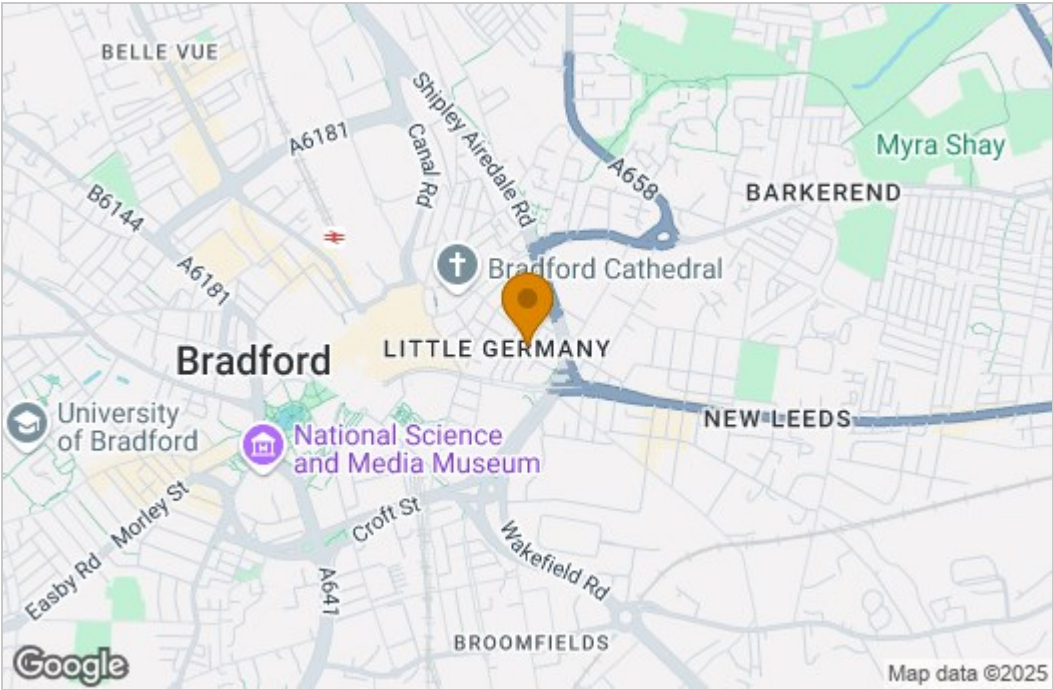 BELLE VUE
Shipley Airedale Rd
A6181
Canal Rd
Myra Shay
A658
BARKEREND
B6144
A6181
Bradford Cathedral
LITTLE GERMANY
Bradford
University
of Bradford
NEW LEEDS
National Science
and Media Museum
Morley St
Croft St
Wakefield Rd
Easby Rd
A641
BROOMFIELDS
Google
Map data ©2025